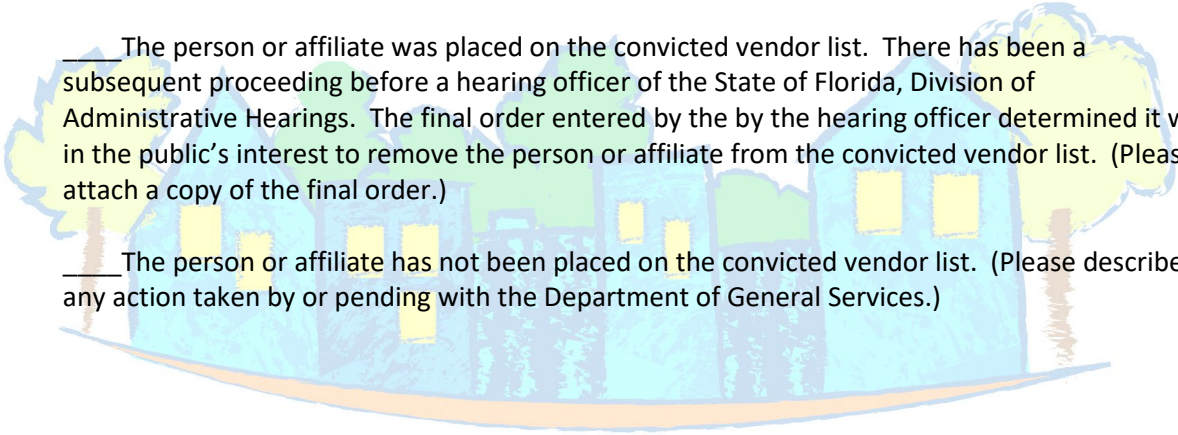 ____The person or affiliate was placed on the convicted vendor list.  There has been a
subsequent proceeding before a hearing officer of the State of Florida, Division of
Administrative Hearings.  The final order entered by the by the hearing officer determined it w
in the public’s interest to remove the person or affiliate from the convicted vendor list.  (Pleas
attach a copy of the final order.)
____The person or affiliate has not been placed on the convicted vendor list.  (Please describe
any action taken by or pending with the Department of General Services.)